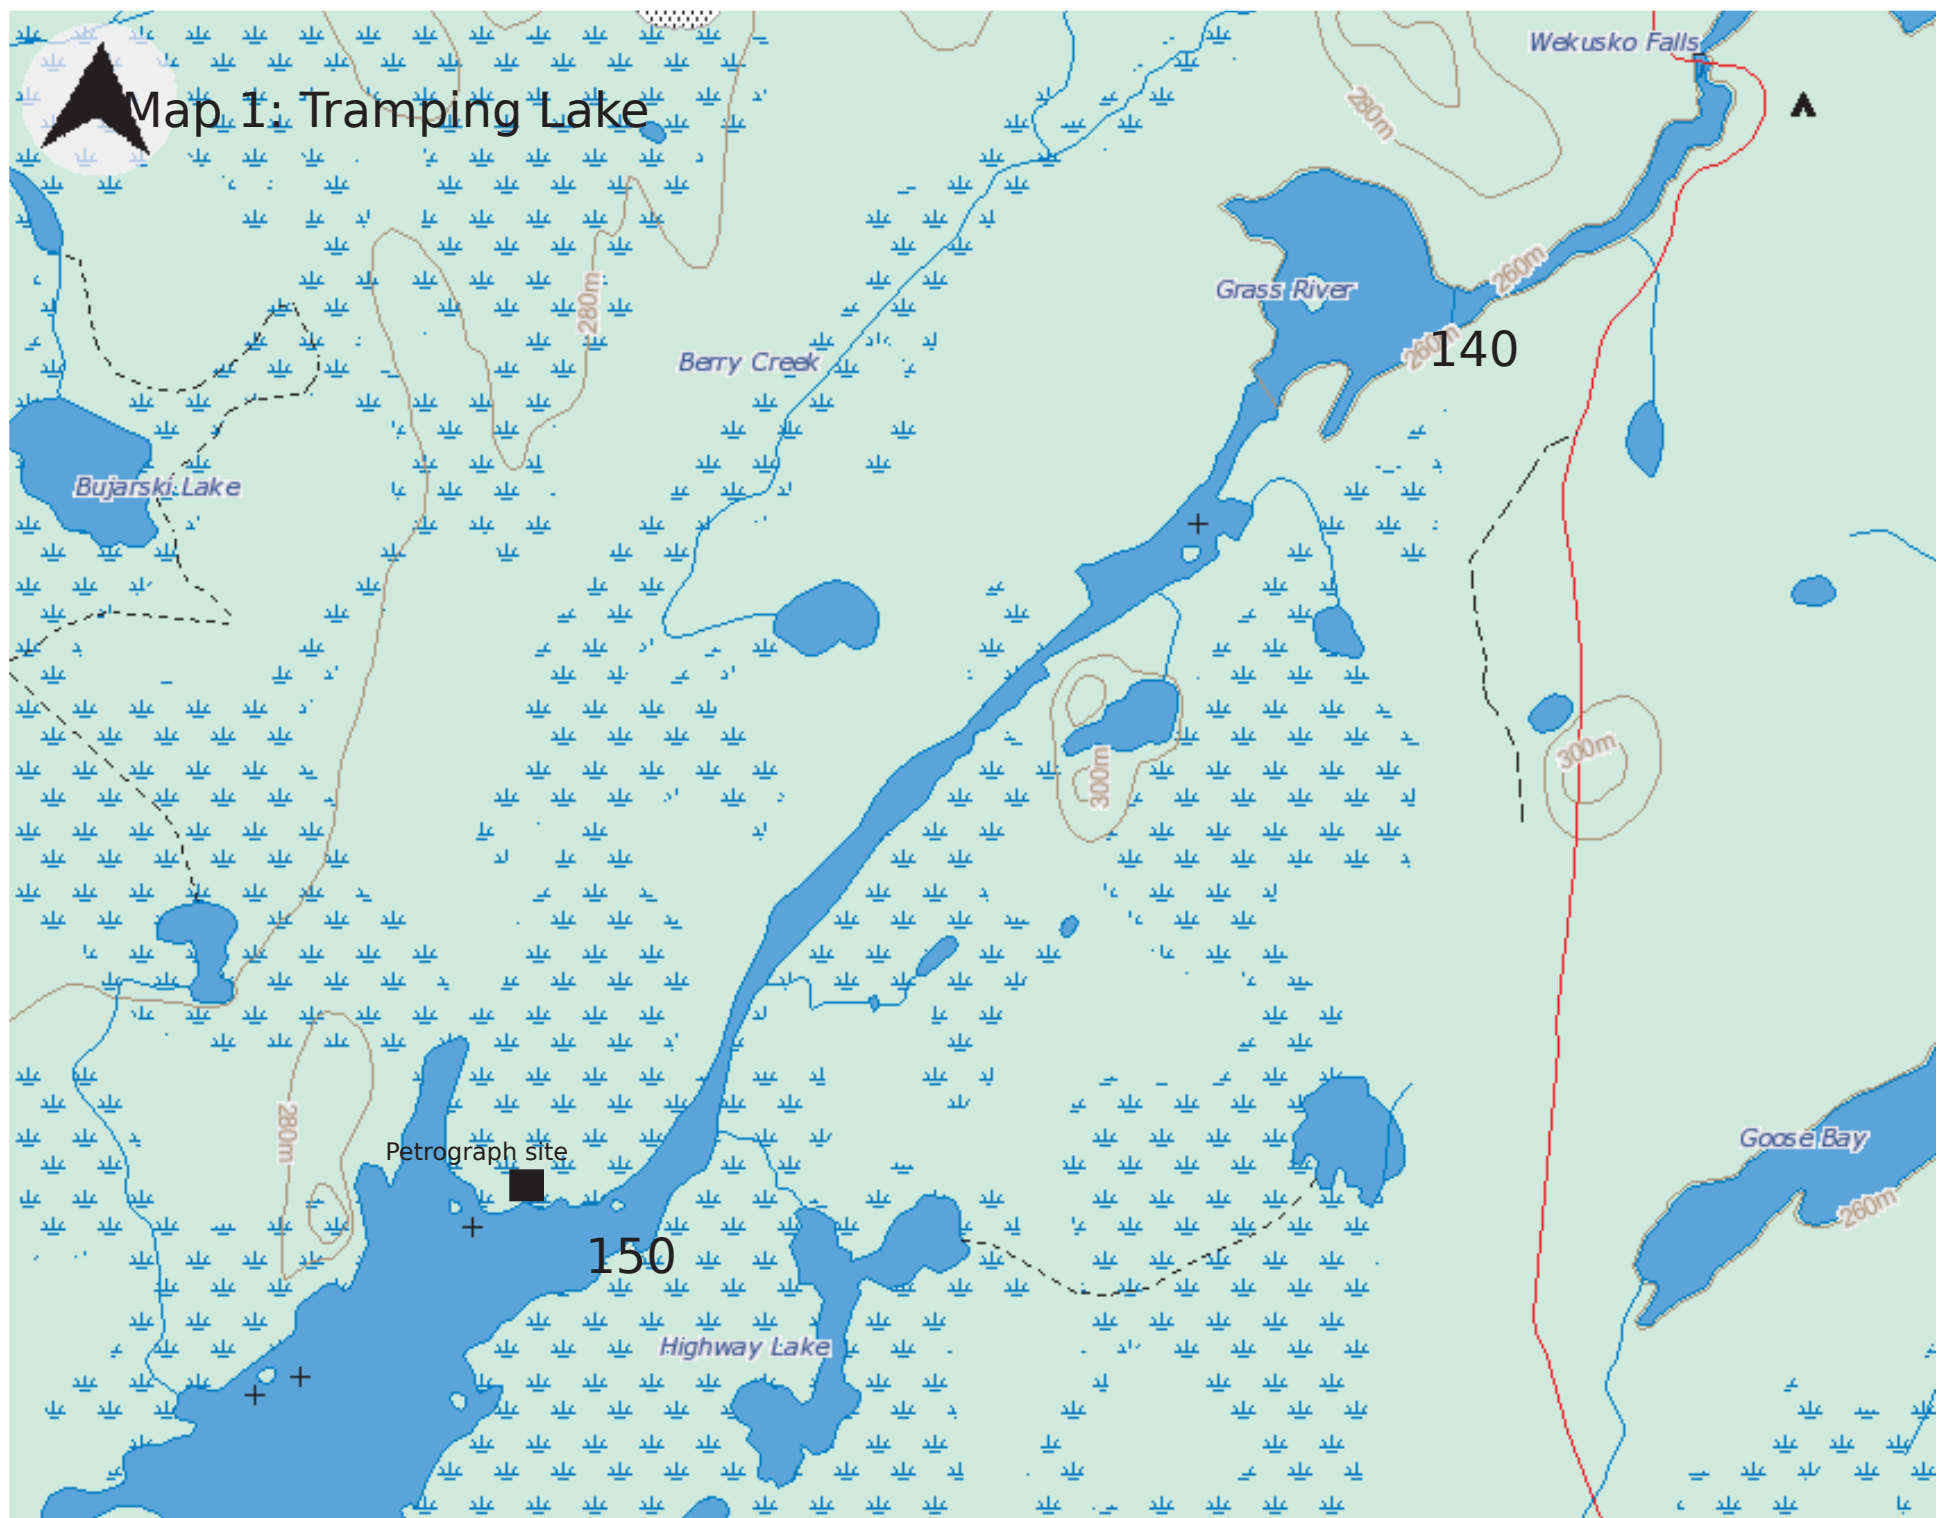 Wekusko Falls
Map 1: Tramping Lake
280m
260m
Grass River
280m
260m
140
Berry Creek
Bujarski Lake
300m
300m
280m
Petrograph site
Goose Bay
260m
150
Highway Lake